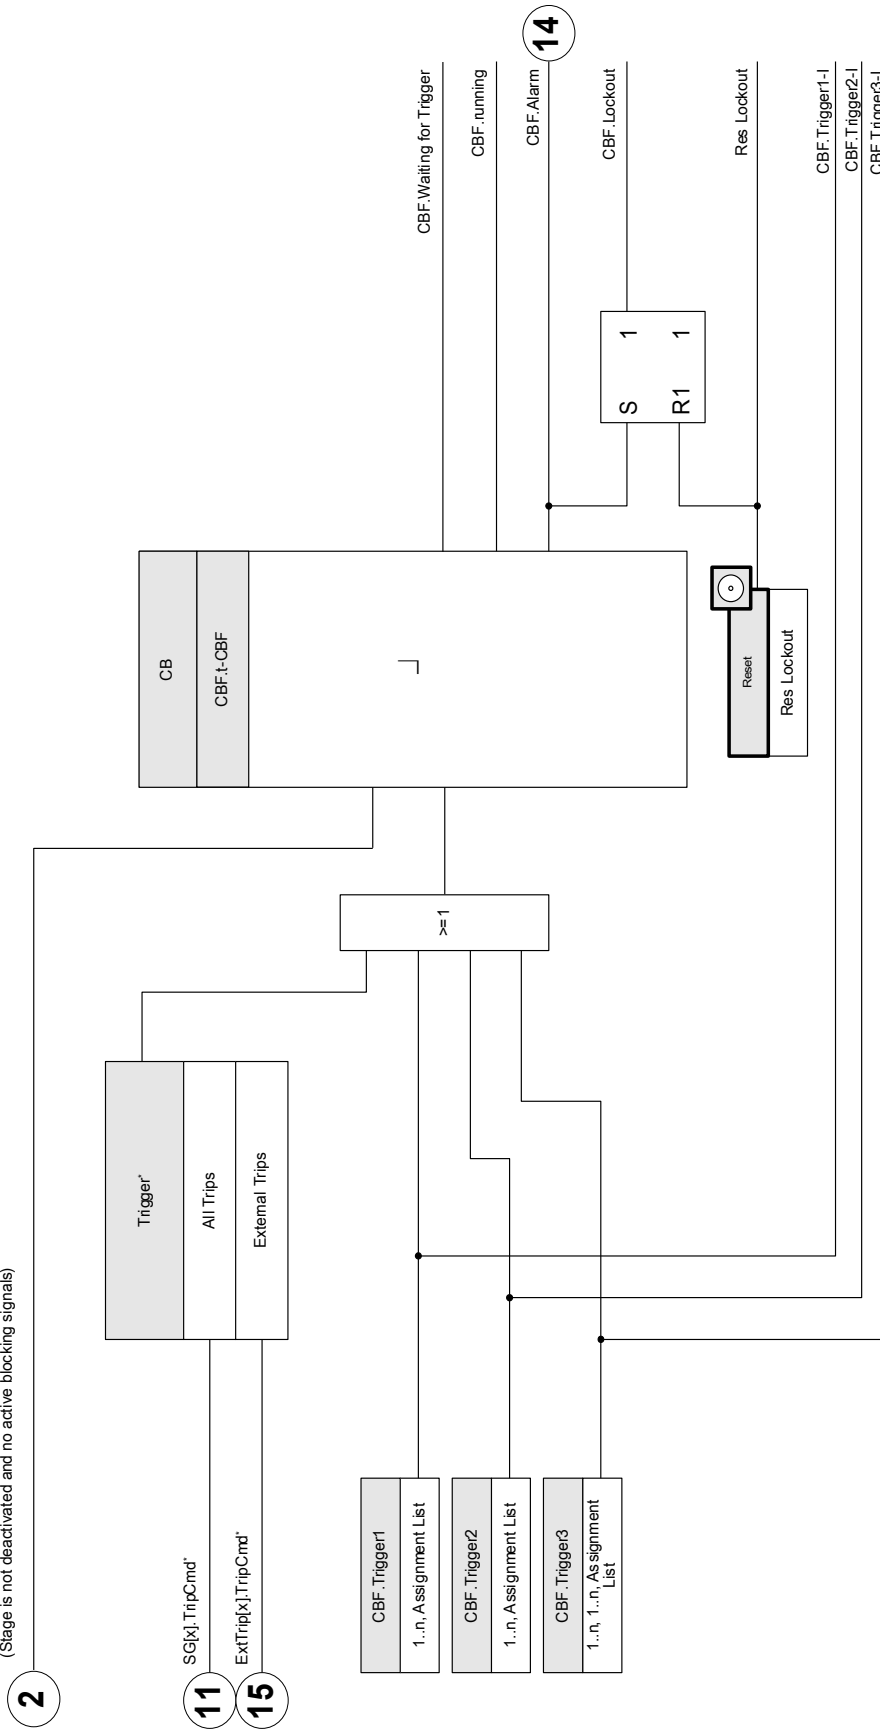 (Stage is not deactivated and no active blocking signals)
2
SG[x].TripCmd*
11
ExtTrip[x].TripCmd*
15
Trigger*
All Trips
External Trips
CBF.Trigger1
1..n, Assignment List
CBF.Trigger2
1..n, Assignment List
CBF.Trigger3
1..n, 1..n, Assignment
List
>=1
CB
CBF.t-CBF
Reset
Res Lockout
S 1
R1 1
CBF.Waiting for Trigger
CBF.running
CBF.Alarm
14
CBF.Lockout
Res Lockout
CBF.Trigger1-I
CBF.Trigger2-I
CBF.Trigger3-I